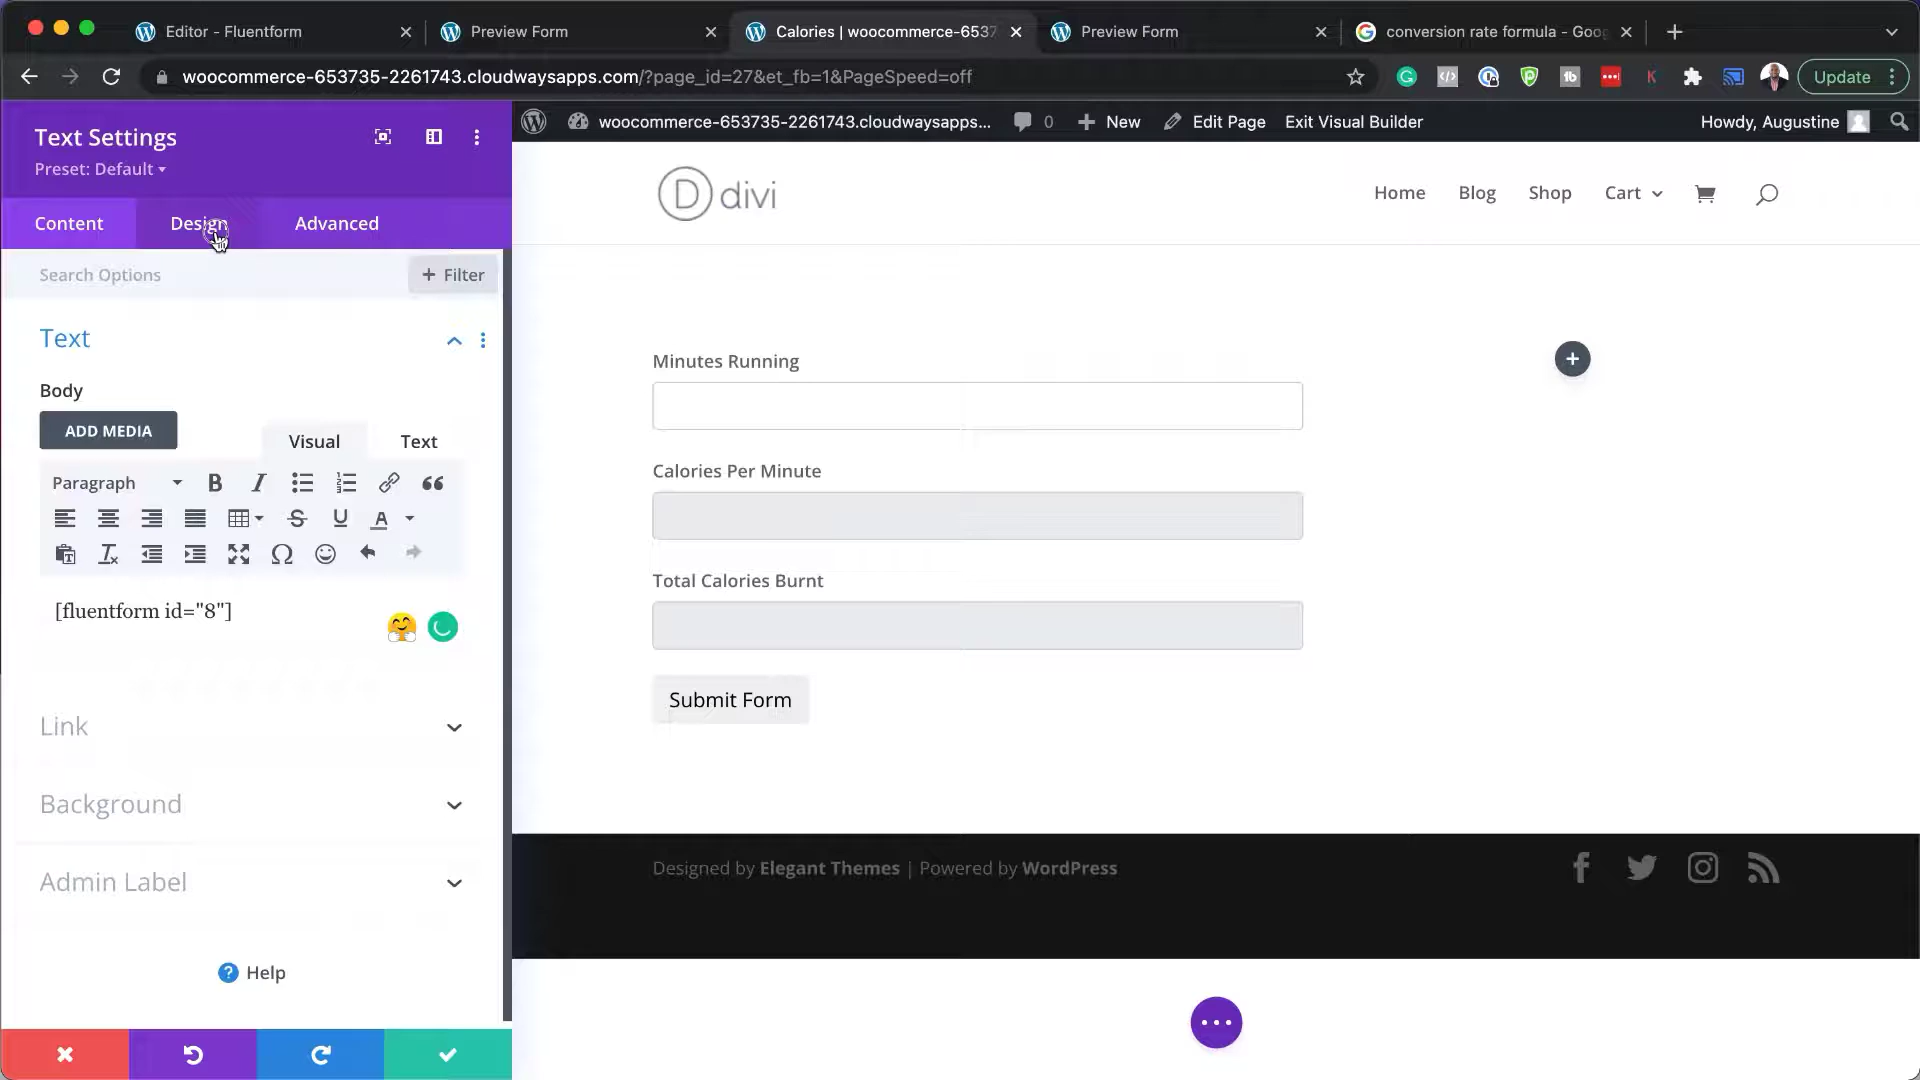 Editor - Fluentform
Preview Form
Calories | woocommerce-6537
Preview Form
conversion rate formula - Goog
woocommerce-653735-2261743.cloudwaysapps.com/?page_id=27&et_fb=1&PageSpeed=off
Update
Text Settings
Preset: Default
woocommerce-653735-2261743.cloudwaysapps...
0
New
Edit Page
Exit Visual Builder
Howdy, Augustine
D divi
Home
Blog
Shop
Cart
Content
Design
Advanced
Search Options
+ Filter
Text
Body
ADD MEDIA
Visual
Text
Paragraph
[fluentform id="8"]
Link
Background
Admin Label
Help
Minutes Running
Calories Per Minute
Total Calories Burnt
Submit Form
Designed by Elegant Themes | Powered by WordPress